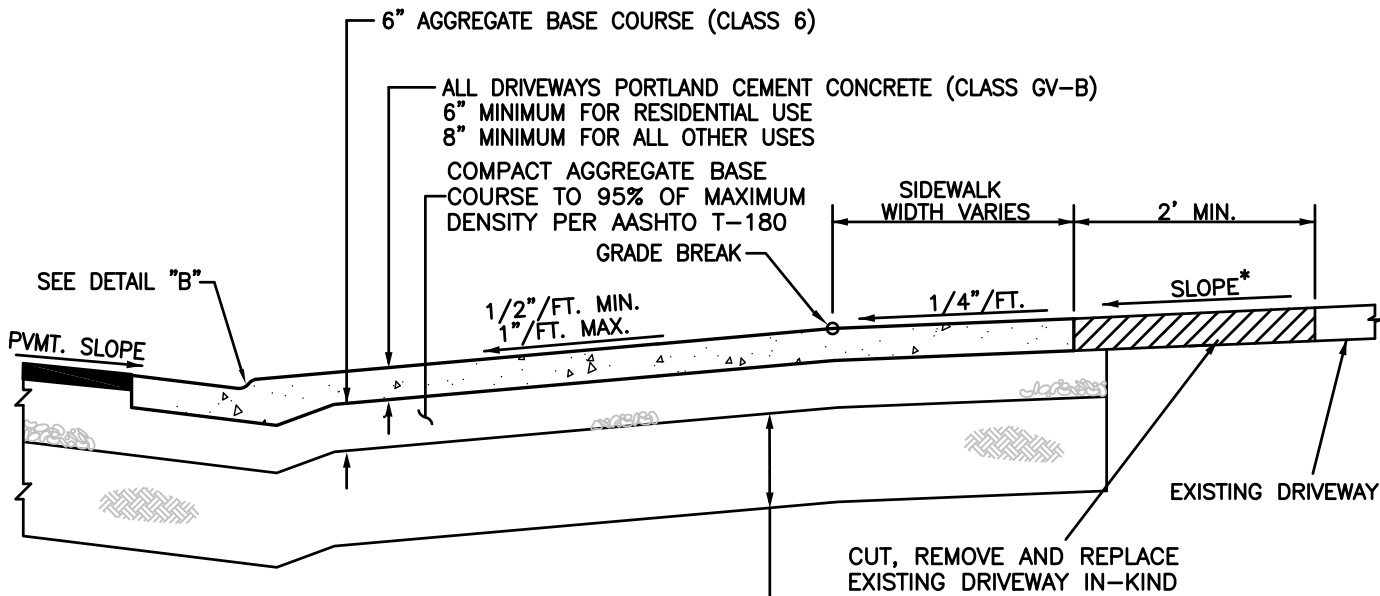 6" AGGREGATE BASE COURSE (CLASS 6)
ALL DRIVEWAYS PORTLAND CEMENT CONCRETE (CLASS GV-B)
6" MINIMUM FOR RESIDENTIAL USE
8" MINIMUM FOR ALL OTHER USES
COMPACT AGGREGATE BASE
COURSE TO 95% OF MAXIMUM
DENSITY PER AASHTO T-180
SIDEWALK
WIDTH VARIES
2' MIN.
GRADE BREAK
SEE DETAIL "B"
1/2"/FT. MIN.
1"/FT. MAX.
1/4"/FT.
SLOPE*
PVMT. SLOPE
EXISTING DRIVEWAY
CUT, REMOVE AND REPLACE
EXISTING DRIVEWAY IN-KIND